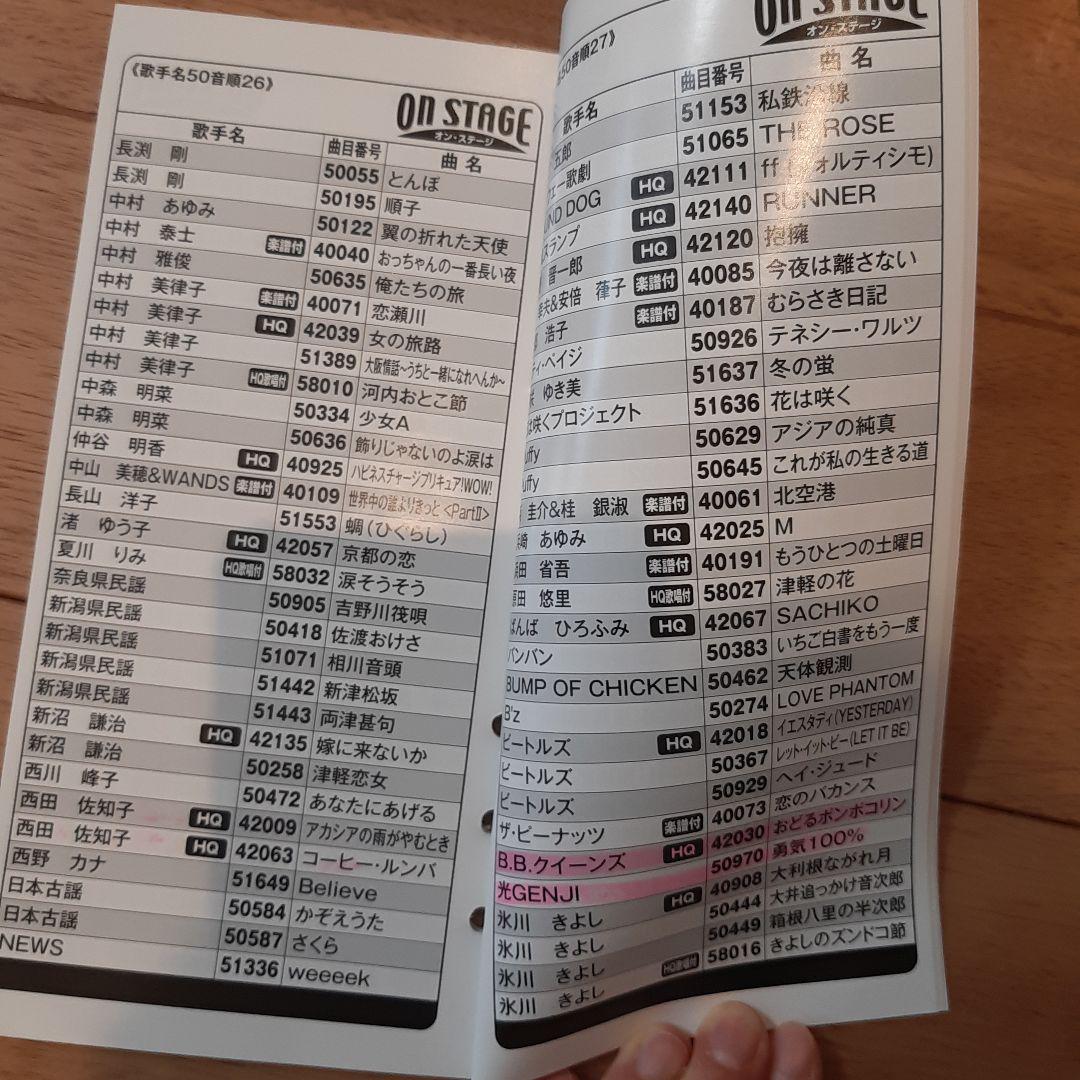 《歌手名50音順26》
ON STAGE
オン・ステージ
歌手名 曲目番号 曲名
長渕 剛 50055 とんぼ
長渕 剛 50195 順子
中村 あゆみ 50122 翼の折れた天使
中村 泰士 楽譜付 40040 おっちゃんの一番長い夜
中村 雅俊 50635 俺たちの旅
中村 美律子 楽譜付 40071 恋瀬川
中村 美律子 HQ 42039 女の旅路
中村 美律子 51389 大阪情話~うちと一緒になれへんか~
中村 美律子 HQ歌唱付 58010 河内おとこ節
中森 明菜 50334 少女A
中森 明菜 50636 飾りじゃないのよ涙は
仲谷 明香 HQ 40925 ハピネスチャージプリキュア!WOW!
中山 美穂&WANDS 楽譜付 40109 世界中の誰よりきっと<PartⅡ>
長山 洋子 51553 蜩(ひぐらし)
渚 ゆう子 HQ 42057 京都の恋
夏川 りみ HQ歌唱付 58032 涙そうそう
奈良県民謡 50905 吉野川筏唄
新潟県民謡 50418 佐渡おけさ
新潟県民謡 51071 相川音頭
新潟県民謡 51442 新津松坂
新潟県民謡 51443 両津甚句
新沼 謙治 HQ 42135 嫁に来ないか
新沼 謙治 50258 津軽恋女
西川 峰子 50472 あなたにあげる
西田 佐知子 HQ 42009 アカシアの雨がやむとき
西田 佐知子 HQ 42063 コーヒー・ルンバ
西野 カナ 51649 Believe
日本古謡 50584 かぞえうた
日本古謡 50587 さくら
NEWS 51336 weeeek
50音順27》
ON STAGE
オン・ステージ
歌手名 曲目番号 曲名
五郎 51153 私鉄沿線
歌劇 51065 THE ROSE
ND DOG HQ 42111 ff (フォルティシモ)
スランプ HQ 42140 RUNNER
晋一郎 HQ 42120 抱擁
幸夫&安倍 葎子 楽譜付 40085 今夜は離さない
浩子 楽譜付 40187 むらさき日記
ティ・ペイジ 50926 テネシー・ワルツ
ゆき美 51637 冬の蛍
は咲くプロジェクト 51636 花は咲く
uffy 50629 アジアの純真
uffy 50645 これが私の生きる道
圭介&桂 銀淑 楽譜付 40061 北空港
浜崎 あゆみ HQ 42025 M
浜田 省吾 楽譜付 40191 もうひとつの土曜日
原田 悠里 HQ歌唱付 58027 津軽の花
ばんば ひろふみ HQ 42067 SACHIKO
バンバン 50383 いちご白書をもう一度
BUMP OF CHICKEN 50462 天体観測
B'z 50274 LOVE PHANTOM
ビートルズ HQ 42018 イエスタディ(YESTERDAY)
ビートルズ 50367 レット・イット・ビー(LET IT BE)
ビートルズ 50929 ヘイ・ジュード
ザ・ピーナッツ 楽譜付 40073 恋のバカンス
B.B.クイーンズ HQ 42030 おどるポンポコリン
光GENJI 50970 勇気100%
氷川 きよし HQ 40908 大利根ながれ月
氷川 きよし 50444 大井追っかけ音次郎
氷川 きよし 50449 箱根八里の半次郎
氷川 きよし HQ歌唱付 58016 きよしのズンドコ節